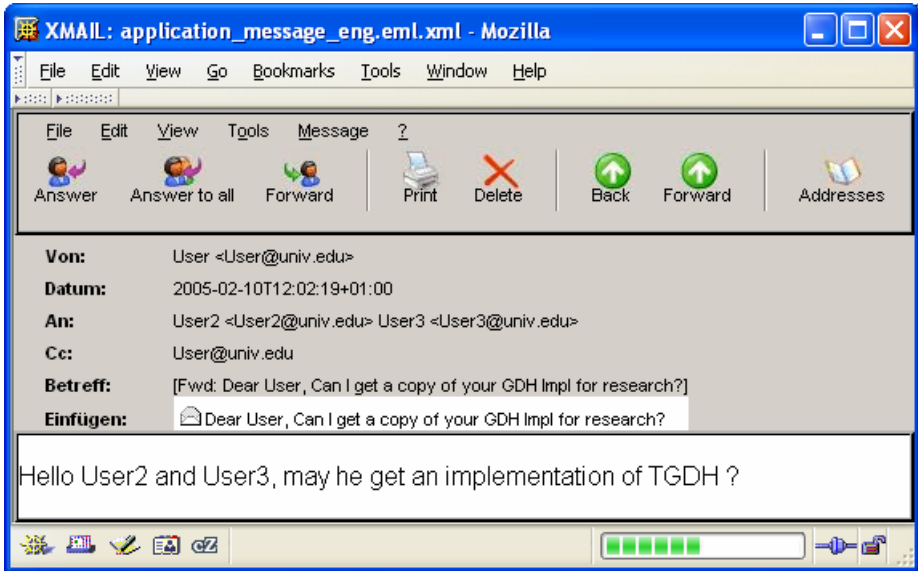 XMAIL: application_message_eng.eml.xml - Mozilla
File Edit View Go Bookmarks Tools Window Help
File Edit View Tools Message ?
Answer Answer to all Forward Print Delete Back Forward Addresses
Von: User <User@univ.edu>
Datum: 2005-02-10T12:02:19+01:00
An: User2 <User2@univ.edu> User3 <User3@univ.edu>
Cc: User@univ.edu
Betreff: [Fwd: Dear User, Can I get a copy of your GDH Impl for research?]
Einfügen: Dear User, Can I get a copy of your GDH Impl for research?
Hello User2 and User3, may he get an implementation of TGDH ?
cZ